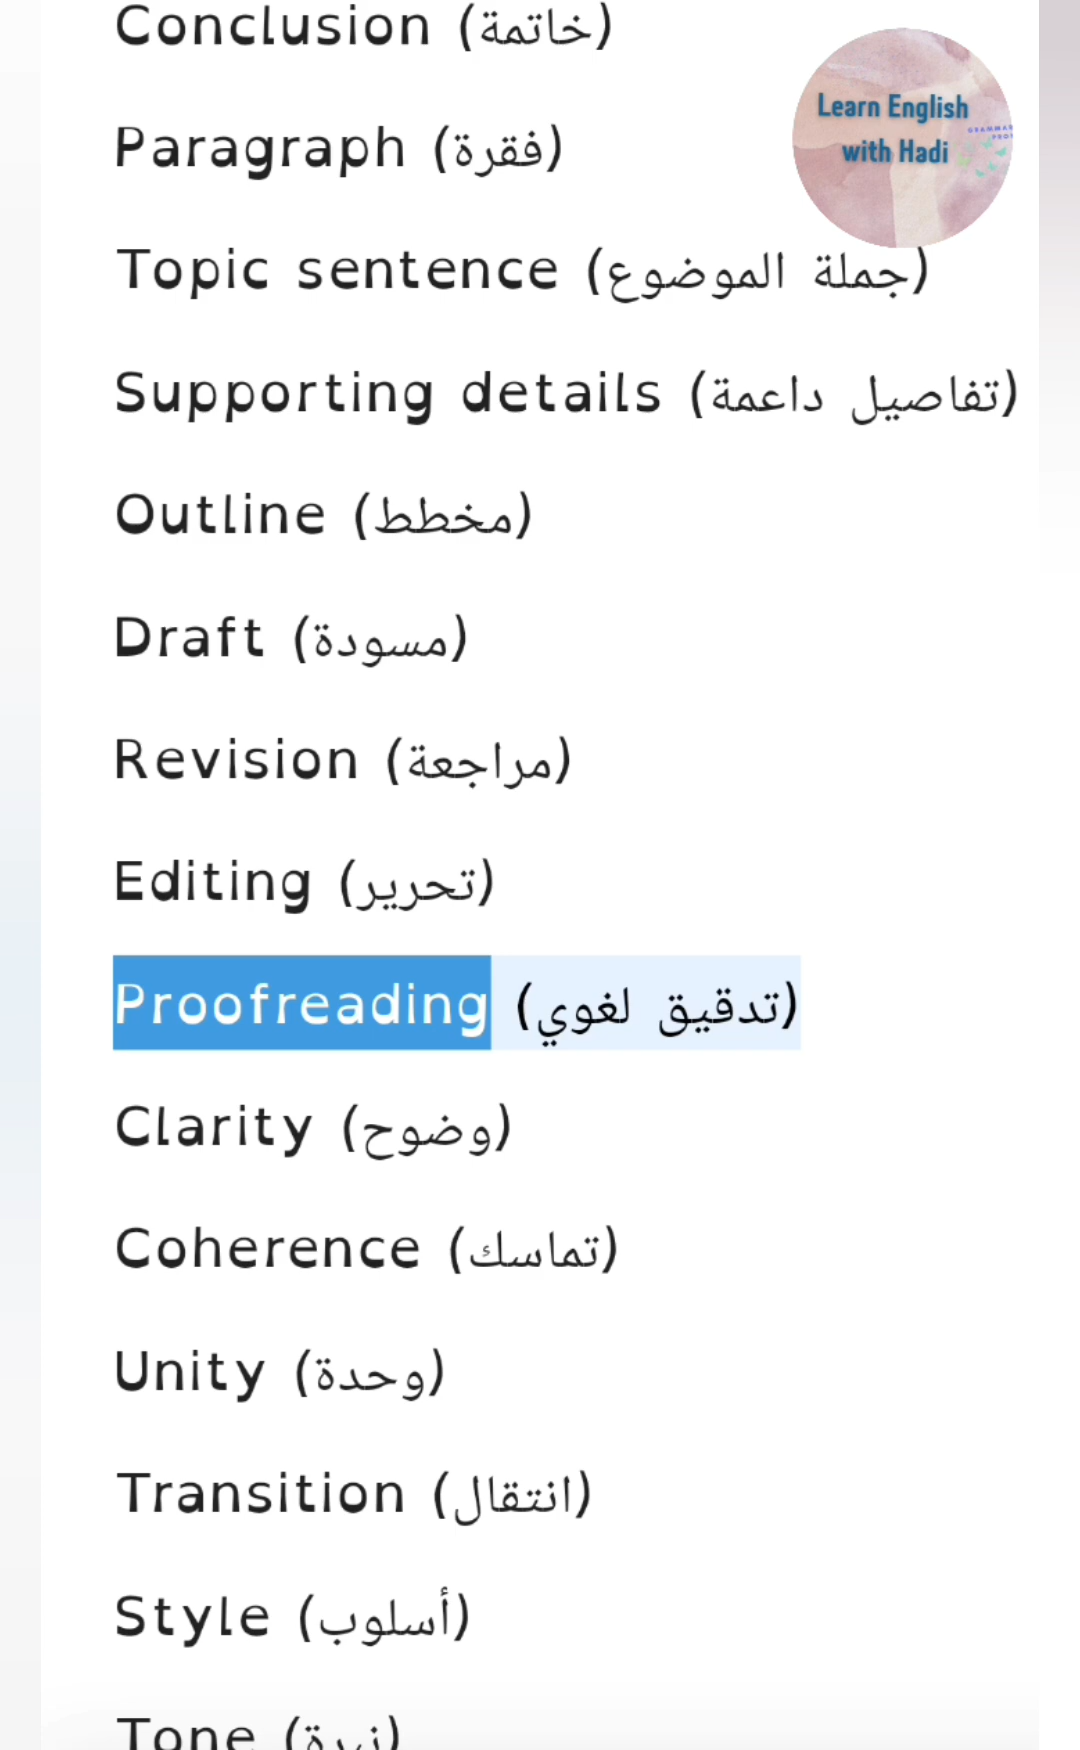 Conclusion (خاتمة)
Learn English
with Hadi
Paragraph (فقرة)
Topic sentence (جملة الموضوع)
Supporting details (تفاصيل داعمة)
Outline (مخطط)
Draft (مسودة)
Revision (مراجعة)
Editing (تحرير)
Proofreading (تدقيق لغوي)
Clarity (وضوح)
Coherence (تماسك)
Unity (وحدة)
Transition (انتقال)
Style (أسلوب)
Tone (نبرة)